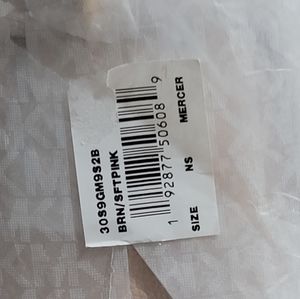 30S9GM9S2B
BRN/SFTPINK
1 92877 50608 9
SIZE NS MERCER